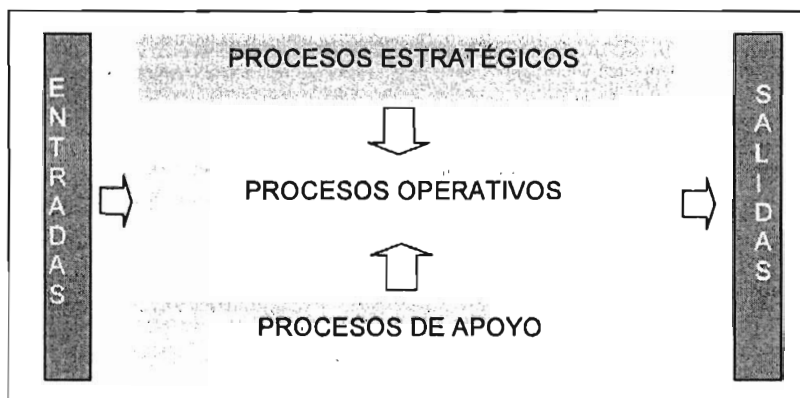 ENTRADAS
PROCESOS ESTRATÉGICOS
PROCESOS OPERATIVOS
PROCESOS DE APOYO
SALIDAS